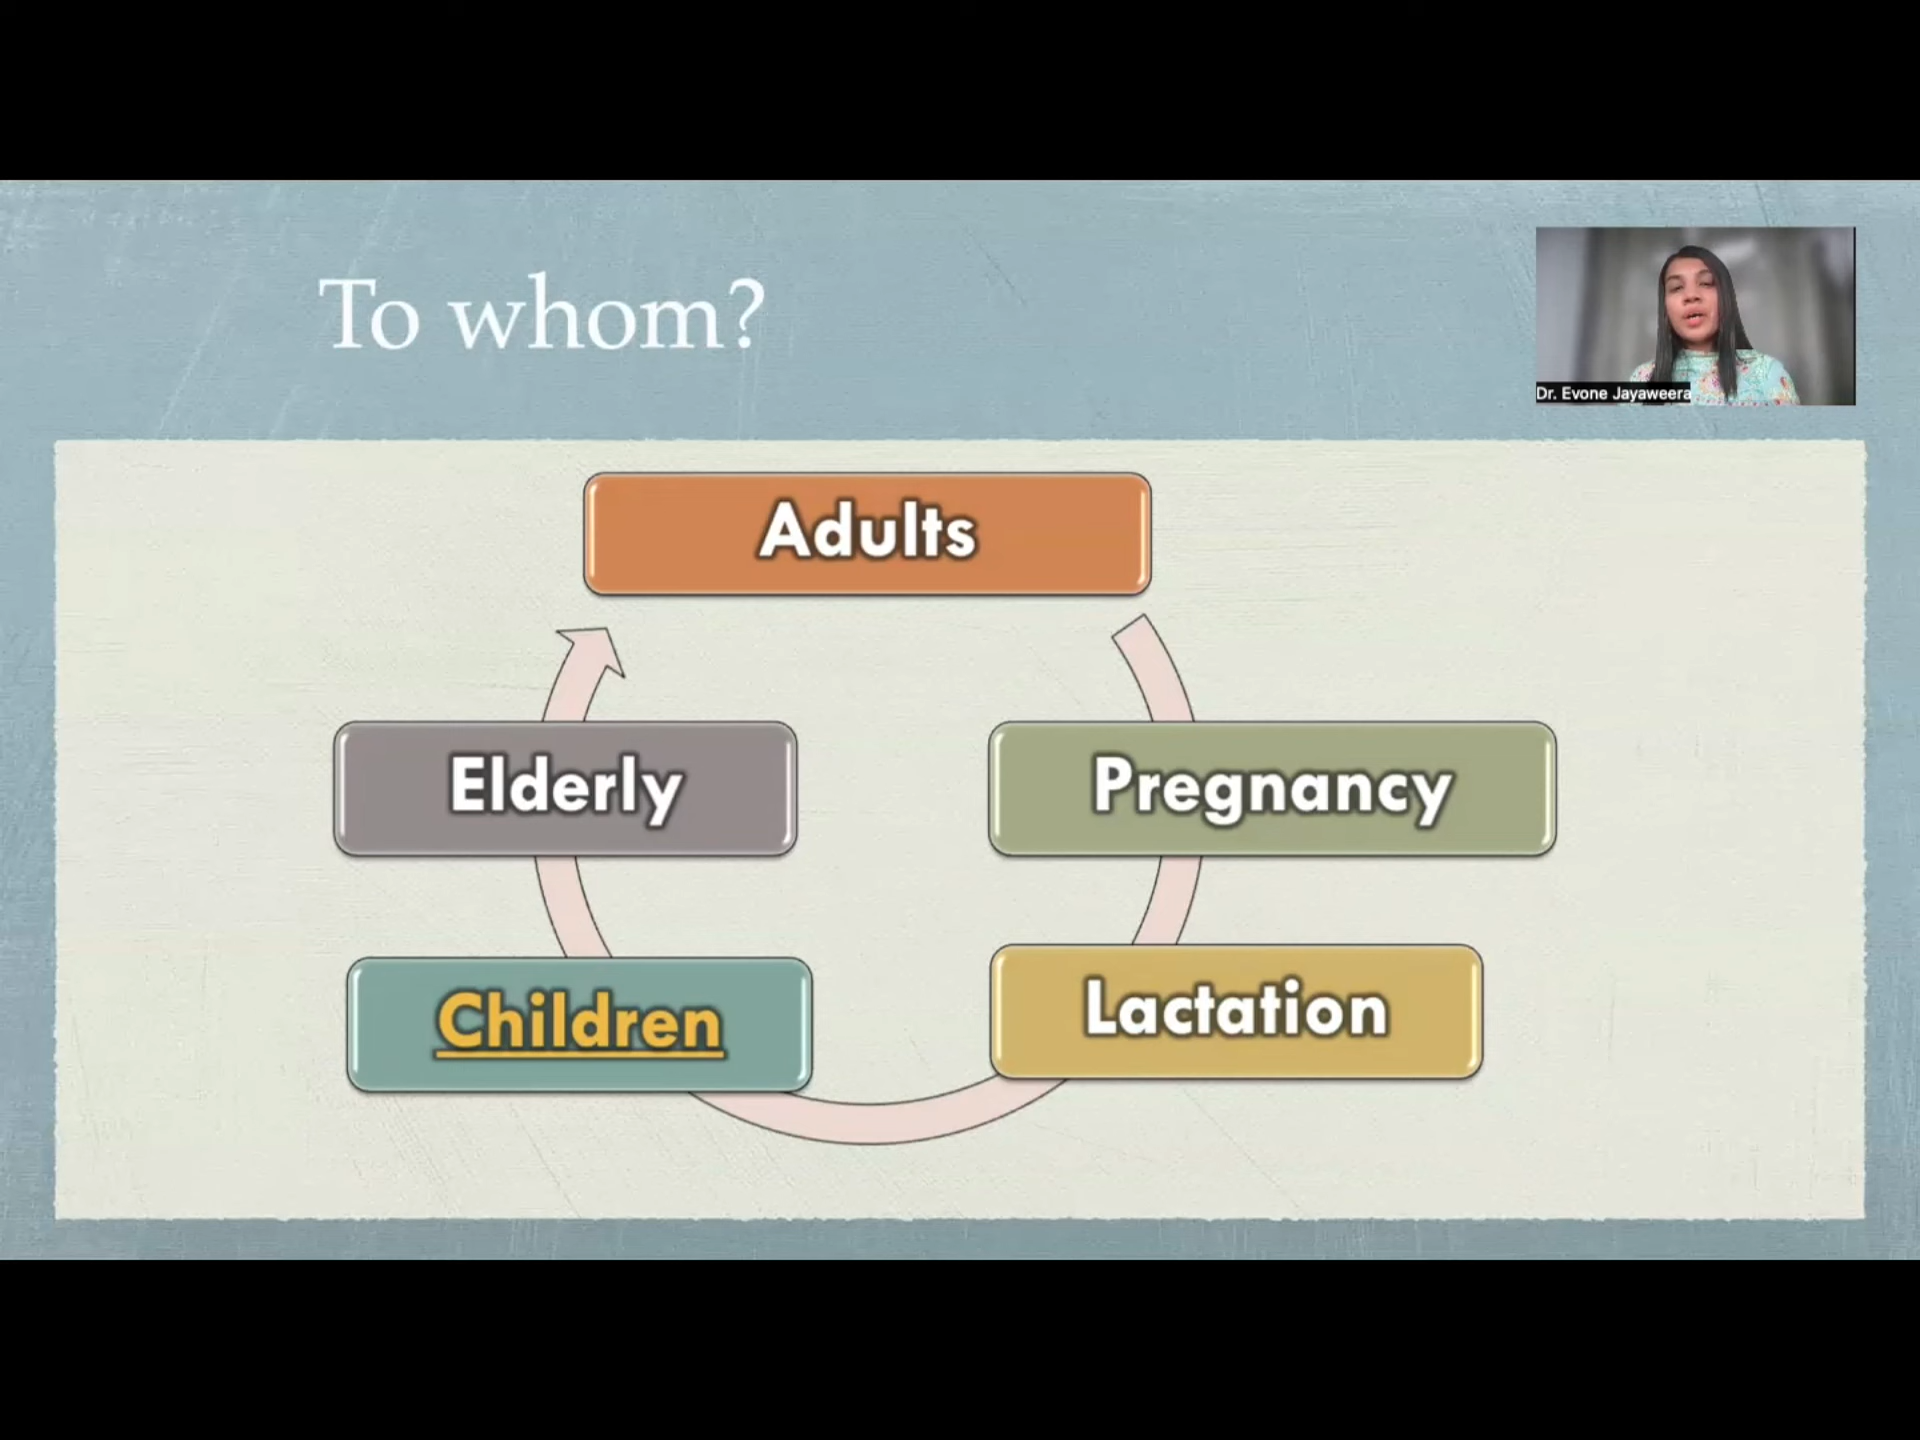 To whom?
Dr. Evone Jayaweera
Adults
Elderly
Pregnancy
Children
Lactation